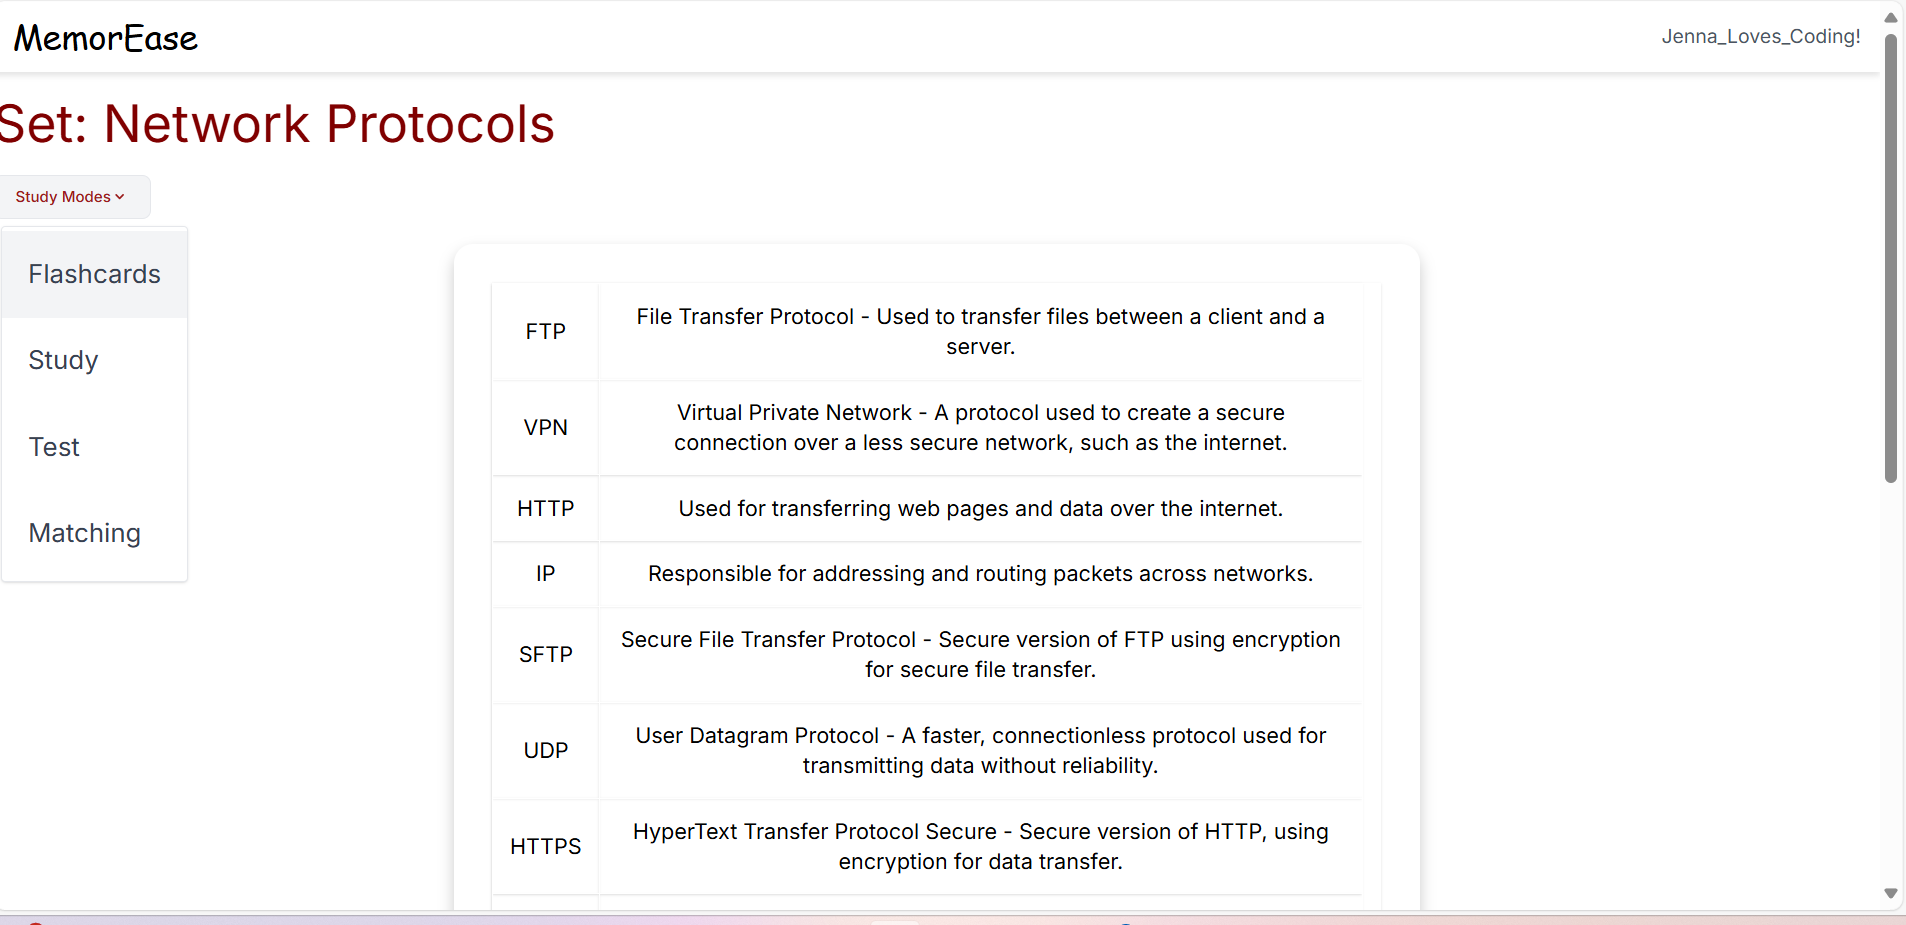 MemorEase
Jenna_Loves_Coding!
Set: Network Protocols
Study Modes
Flashcards
Study
Test
Matching
FTP
File Transfer Protocol - Used to transfer files between a client and a
server.
VPN
Virtual Private Network - A protocol used to create a secure
connection over a less secure network, such as the internet.
HTTP
Used for transferring web pages and data over the internet.
IP
Responsible for addressing and routing packets across networks.
SFTP
Secure File Transfer Protocol - Secure version of FTP using encryption
for secure file transfer.
UDP
User Datagram Protocol - A faster, connectionless protocol used for
transmitting data without reliability.
HTTPS
HyperText Transfer Protocol Secure - Secure version of HTTP, using
encryption for data transfer.